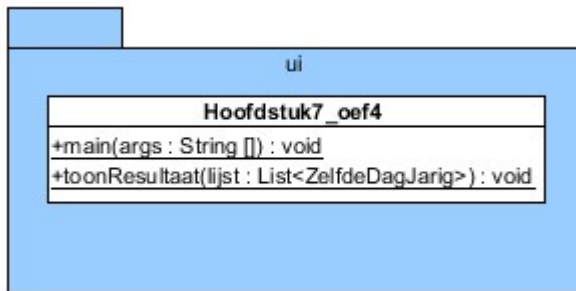 ui
Hoofdstuk7_oef4
+main(args : String []) : void
+toonResultaat(lijst : List<ZelfdeDagJarig>) : void